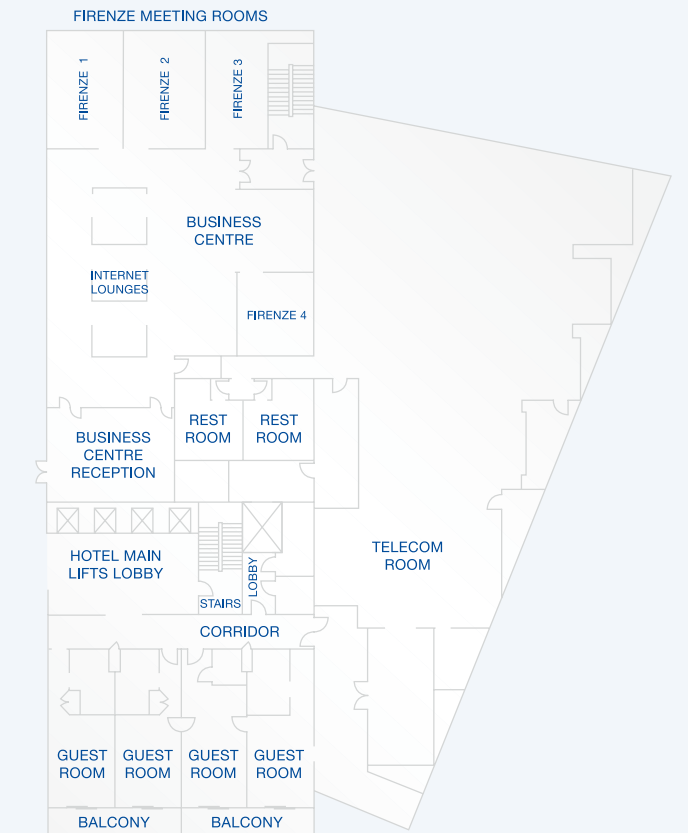 FIRENZE MEETING ROOMS
FIRENZE 1
FIRENZE 2
FIRENZE 3
BUSINESS
CENTRE
INTERNET
LOUNGES
FIRENZE 4
REST
ROOM
REST
ROOM
BUSINESS
CENTRE
RECEPTION
TELECOM
ROOM
HOTEL MAIN
LIFTS LOBBY
LOBBY
STAIRS
CORRIDOR
GUEST
ROOM
GUEST
ROOM
GUEST
ROOM
GUEST
ROOM
BALCONY
BALCONY